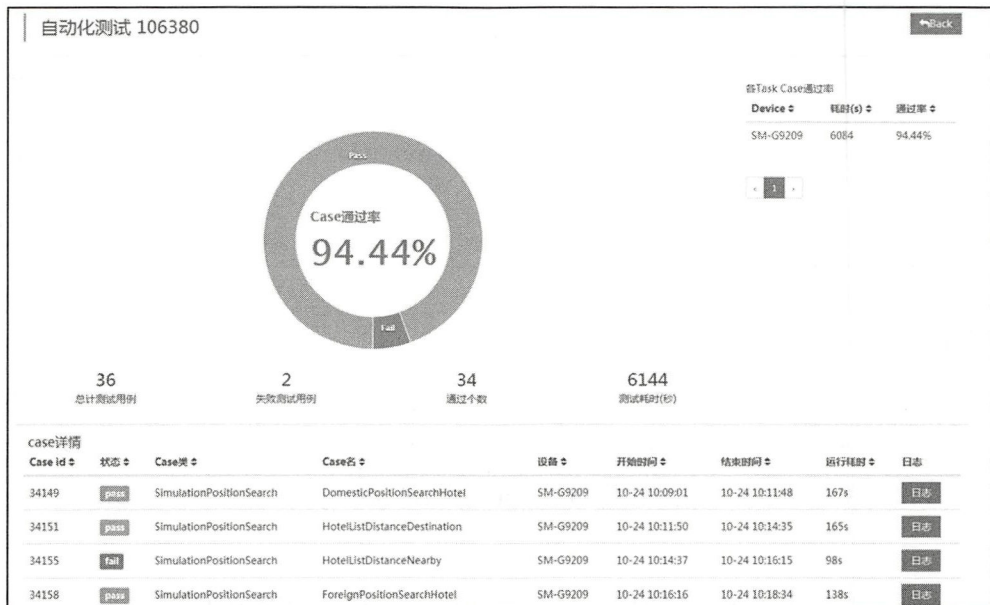 自动化测试 106380
Back
各Task Case通过率
Device 耗时(s) 通过率
SM-G9209 6084 94.44%
1
Pass
Case通过率
94.44%
Fail
36 2 34 6144
总计测试用例 失败测试用例 通过个数 测试耗时(秒)
case详情
Case id 状态 Case类 Case名 设备 开始时间 结束时间 运行耗时 日志
34149 pass SimulationPositionSearch DomesticPositionSearchHotel SM-G9209 10-24 10:09:01 10-24 10:11:48 167s 日志
34151 pass SimulationPositionSearch HotelListDistanceDestination SM-G9209 10-24 10:11:50 10-24 10:14:35 165s 日志
34155 fail SimulationPositionSearch HotelListDistanceNearby SM-G9209 10-24 10:14:37 10-24 10:16:15 98s 日志
34158 pass SimulationPositionSearch ForeignPositionSearchHotel SM-G9209 10-24 10:16:16 10-24 10:18:34 138s 日志